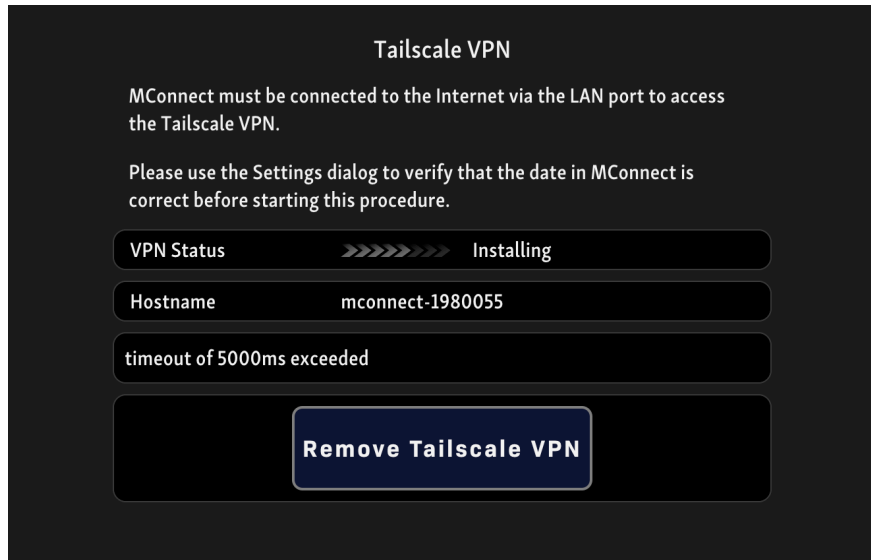 Tailscale VPN
MConnect must be connected to the Internet via the LAN port to access
the Tailscale VPN.
Please use the Settings dialog to verify that the date in MConnect is
correct before starting this procedure.
VPN Status Installing
Hostname mconnect-1980055
timeout of 5000ms exceeded
Remove Tailscale VPN